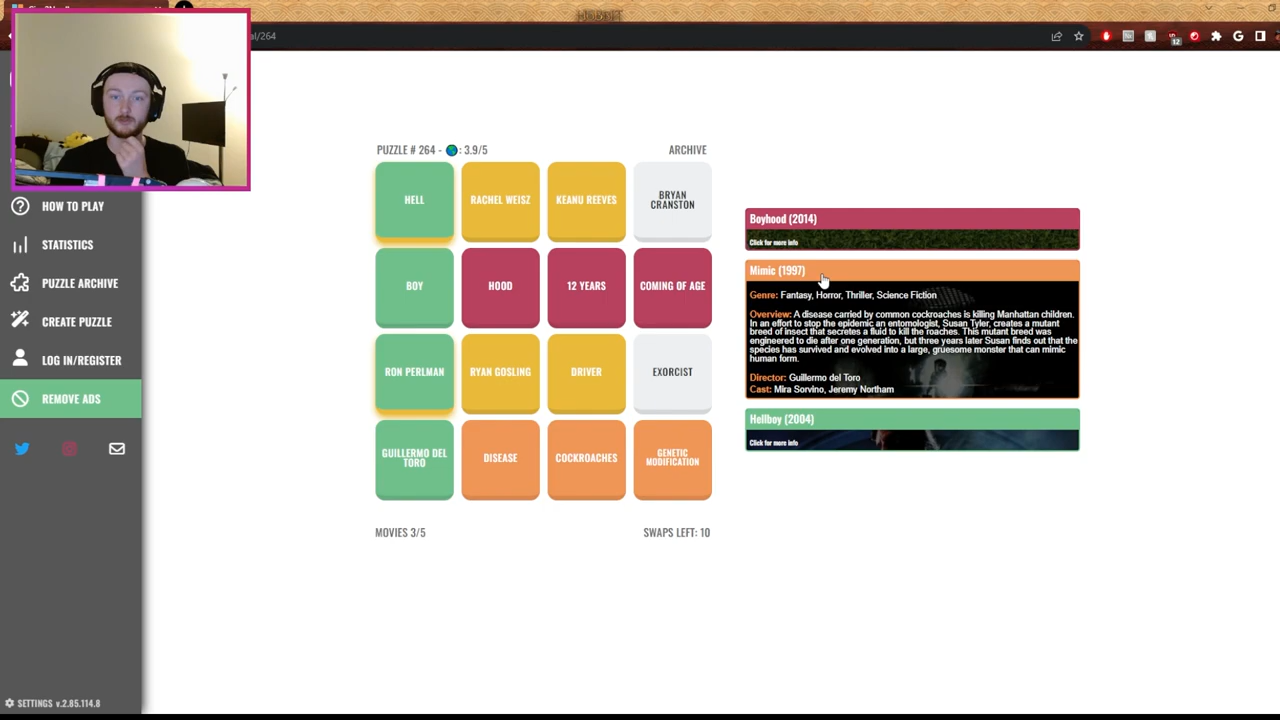 al/264
12
HOW TO PLAY
STATISTICS
PUZZLE ARCHIVE
CREATE PUZZLE
LOG IN/REGISTER
REMOVE ADS
SETTINGS v.2.85.114.8
PUZZLE # 264 - : 3.9/5
ARCHIVE
HELL
RACHEL WEISZ
KEANU REEVES
BRYAN
CRANSTON
BOY
HOOD
12 YEARS
COMING OF AGE
RON PERLMAN
RYAN GOSLING
DRIVER
EXORCIST
GUILLERMO DEL
TORO
DISEASE
COCKROACHES
GENETIC
MODIFICATION
MOVIES 3/5
SWAPS LEFT: 10
Boyhood (2014)
Click for more info
Mimic (1997)
Genre: Fantasy, Horror, Thriller, Science Fiction
Overview: A disease carried by common cockroaches is killing Manhattan children.
In an effort to stop the epidemic an entomologist, Susan Tyler, creates a mutant
breed of insect that secretes a fluid to kill the roaches. This mutant breed was
engineered to die after one generation, but three years later Susan finds out that the
species has survived and evolved into a large, gruesome monster that can mimic
human form.
Director: Guillermo del Toro
Cast: Mira Sorvino, Jeremy Northam
Hellboy (2004)
Click for more info